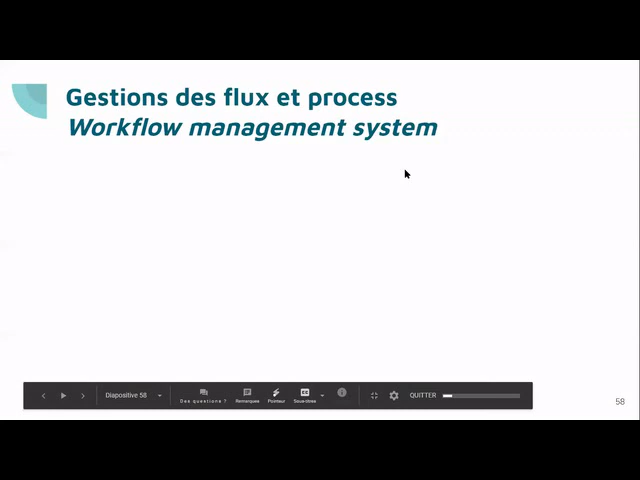 Gestions des flux et process
Workflow management system
Diapositive 58
Des questions ?
Remarques
Pointeur
Sous-titres
QUITTER
58